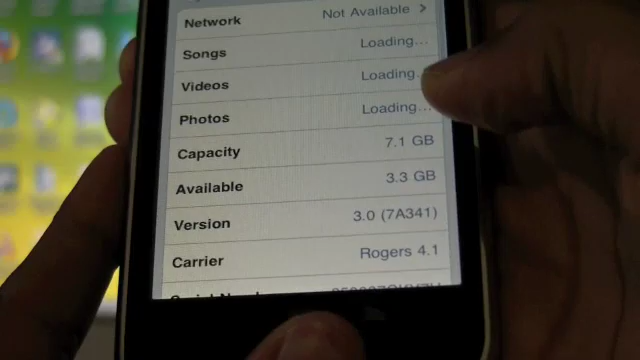 Network Not Available
Songs Loading...
Videos Loading..
Photos Loading...
Capacity 7.1 GB
Available 3.3 GB
Version 3.0 (7A341)
Carrier Rogers 4.1